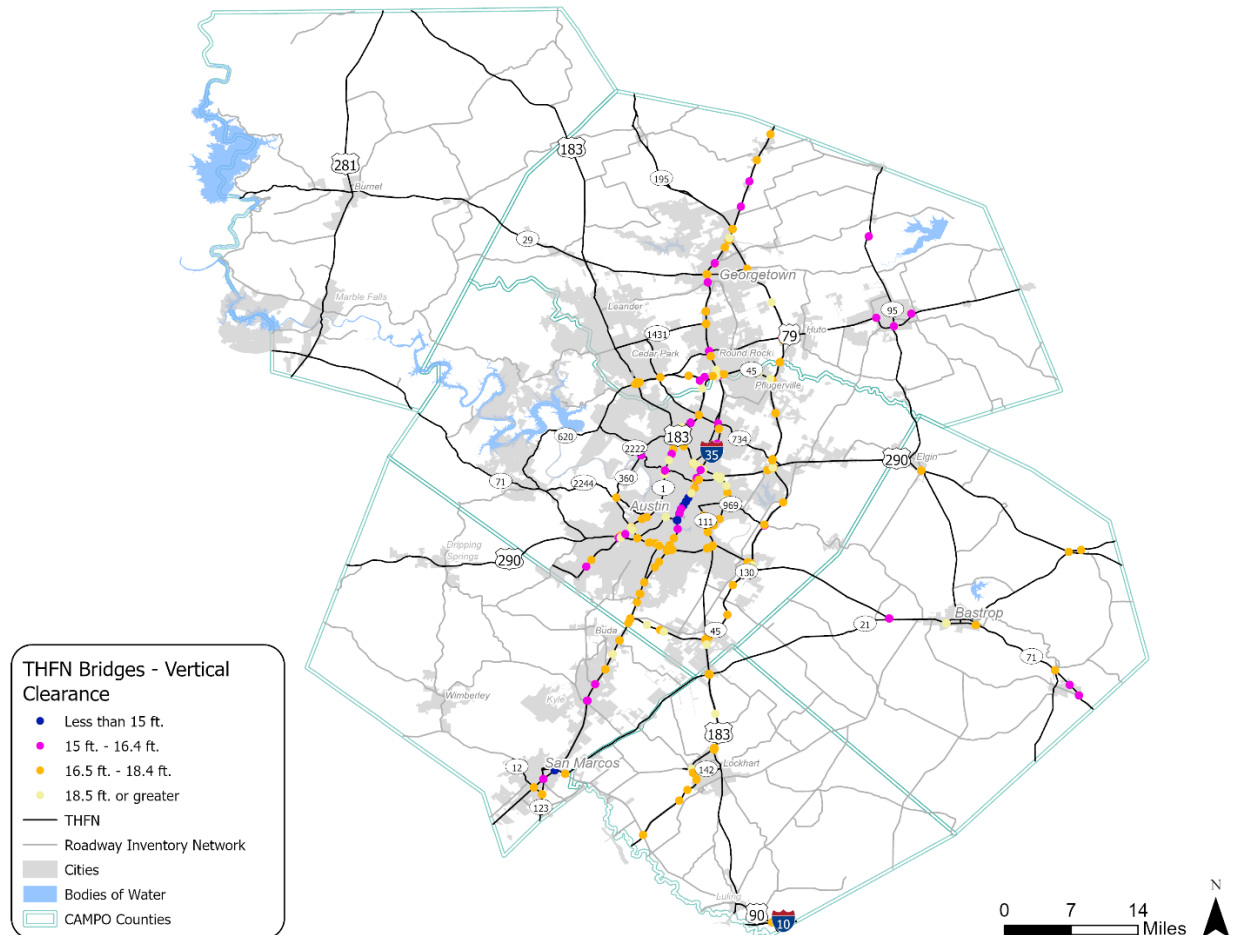 183
281
195
Burnet
29
Georgetown
Marble Falls
Leander
95
1431
79
Huto
Cedar Park
Round Rock
45
Pflugerville
620
183
734
2222
35
290
Elgin
71
2244
360
1
969
Austin
111
Dripping
Springs
290
130
Bastrop
21
45
Buda
71
Wimberley
Kyle
183
San Marcos
12
142
Lockhart
123
Luling
90
10
THFN Bridges - Vertical
Clearance
Less than 15 ft.
15 ft. - 16.4 ft.
16.5 ft. - 18.4 ft.
18.5 ft. or greater
THFN
Roadway Inventory Network
Cities
Bodies of Water
CAMPO Counties
N
0 7 14
Miles